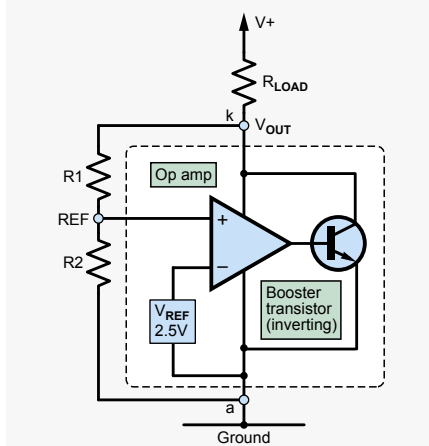 V+
RLOAD
k
VOUT
R1
Op amp
REF
+
R2
–
VREF
2.5V
Booster
transistor
(inverting)
a
Ground